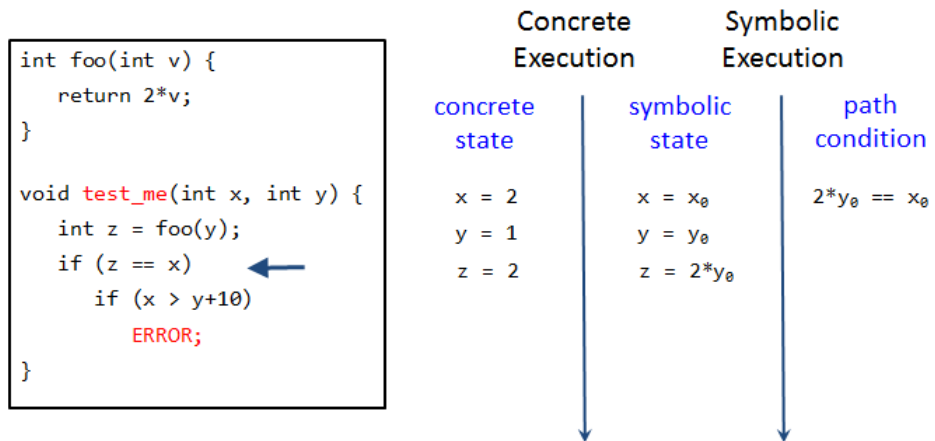 int foo(int v) {
return 2*v;
}
void test_me(int x, int y) {
int z = foo(y);
if (z == x)
if (x > y+10)
ERROR;
}
Concrete
Execution
Symbolic
Execution
concrete
state
symbolic
state
path
condition
x = 2
x = x₀
2*y₀ == x₀
y = 1
y = y₀
z = 2
z = 2*y₀